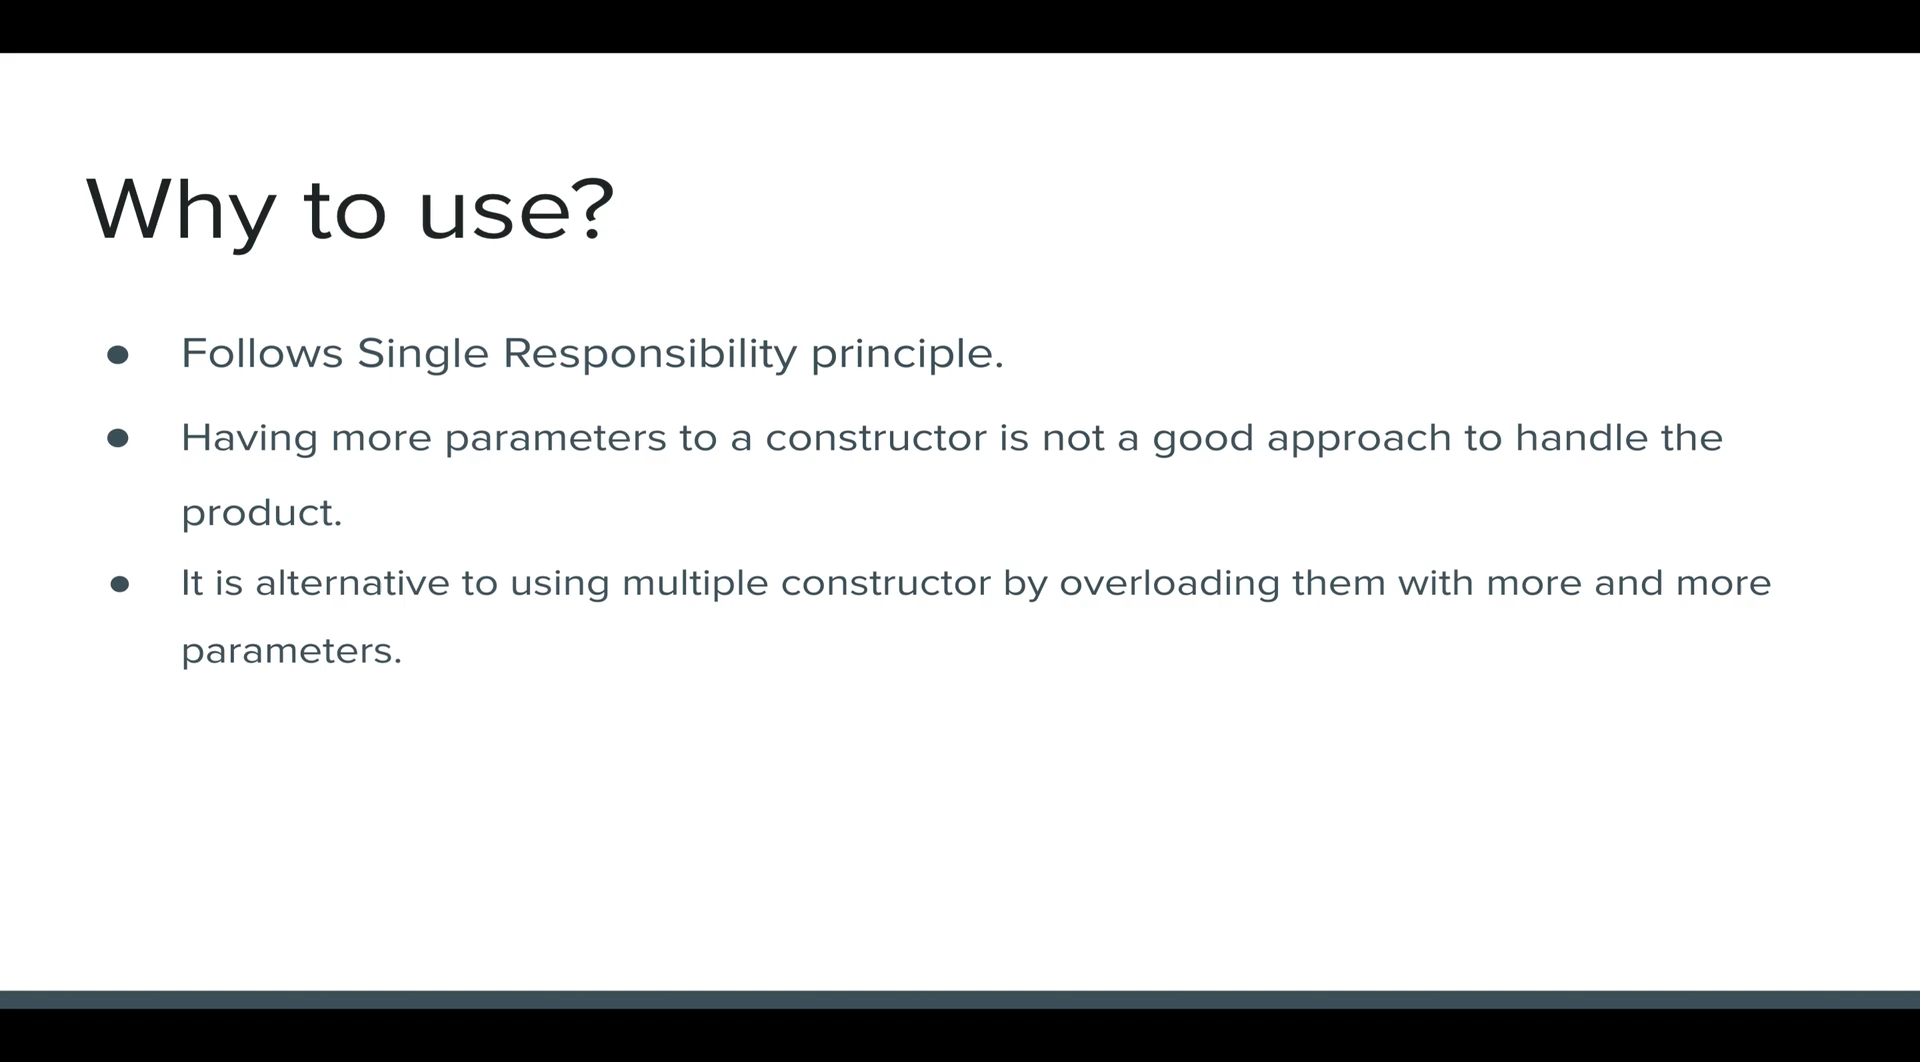 Why to use?
● Follows Single Responsibility principle.
● Having more parameters to a constructor is not a good approach to handle the
product.
● It is alternative to using multiple constructor by overloading them with more and more
parameters.